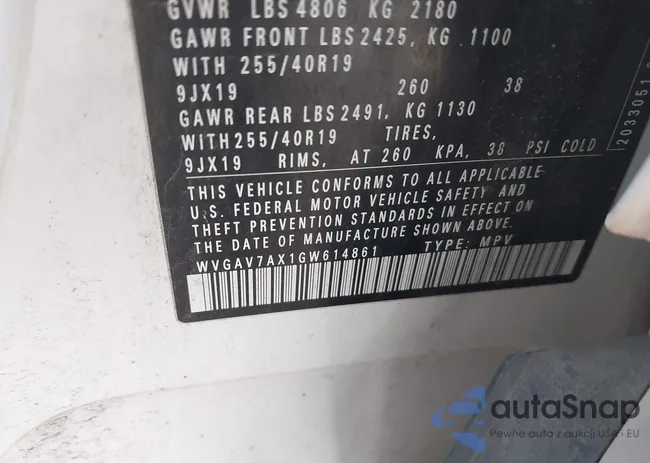 GVWR LBS 4806 KG 2180
GAWR FRONT LBS 2425, KG 1100
WITH 255/40R19
9JX19 260 38
GAWR REAR LBS 2491, KG 1130
WITH 255/40R19 TIRES,
9JX19 RIMS, AT 260 KPA, 38 PSI COLD
THIS VEHICLE CONFORMS TO ALL APPLICABLE
U.S. FEDERAL MOTOR VEHICLE SAFETY AND
THEFT PREVENTION STANDARDS IN EFFECT ON
THE DATE OF MANUFACTURE SHOWN ABOVE.
WVGAV7AX1GW614861 TYPE: MPV
autaSnap
Pewne auta z aukcji USA i EU